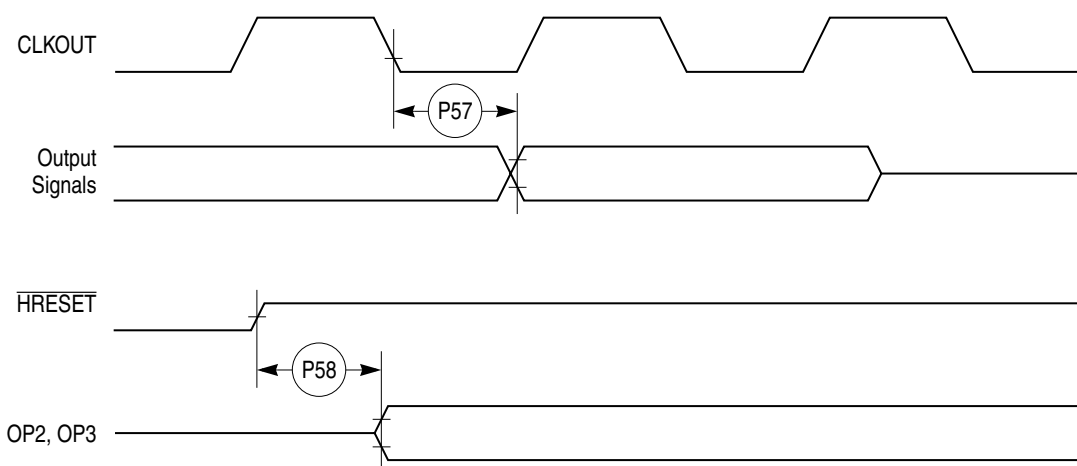 CLKOUT
P57
Output
Signals
HRESET
P58
OP2, OP3